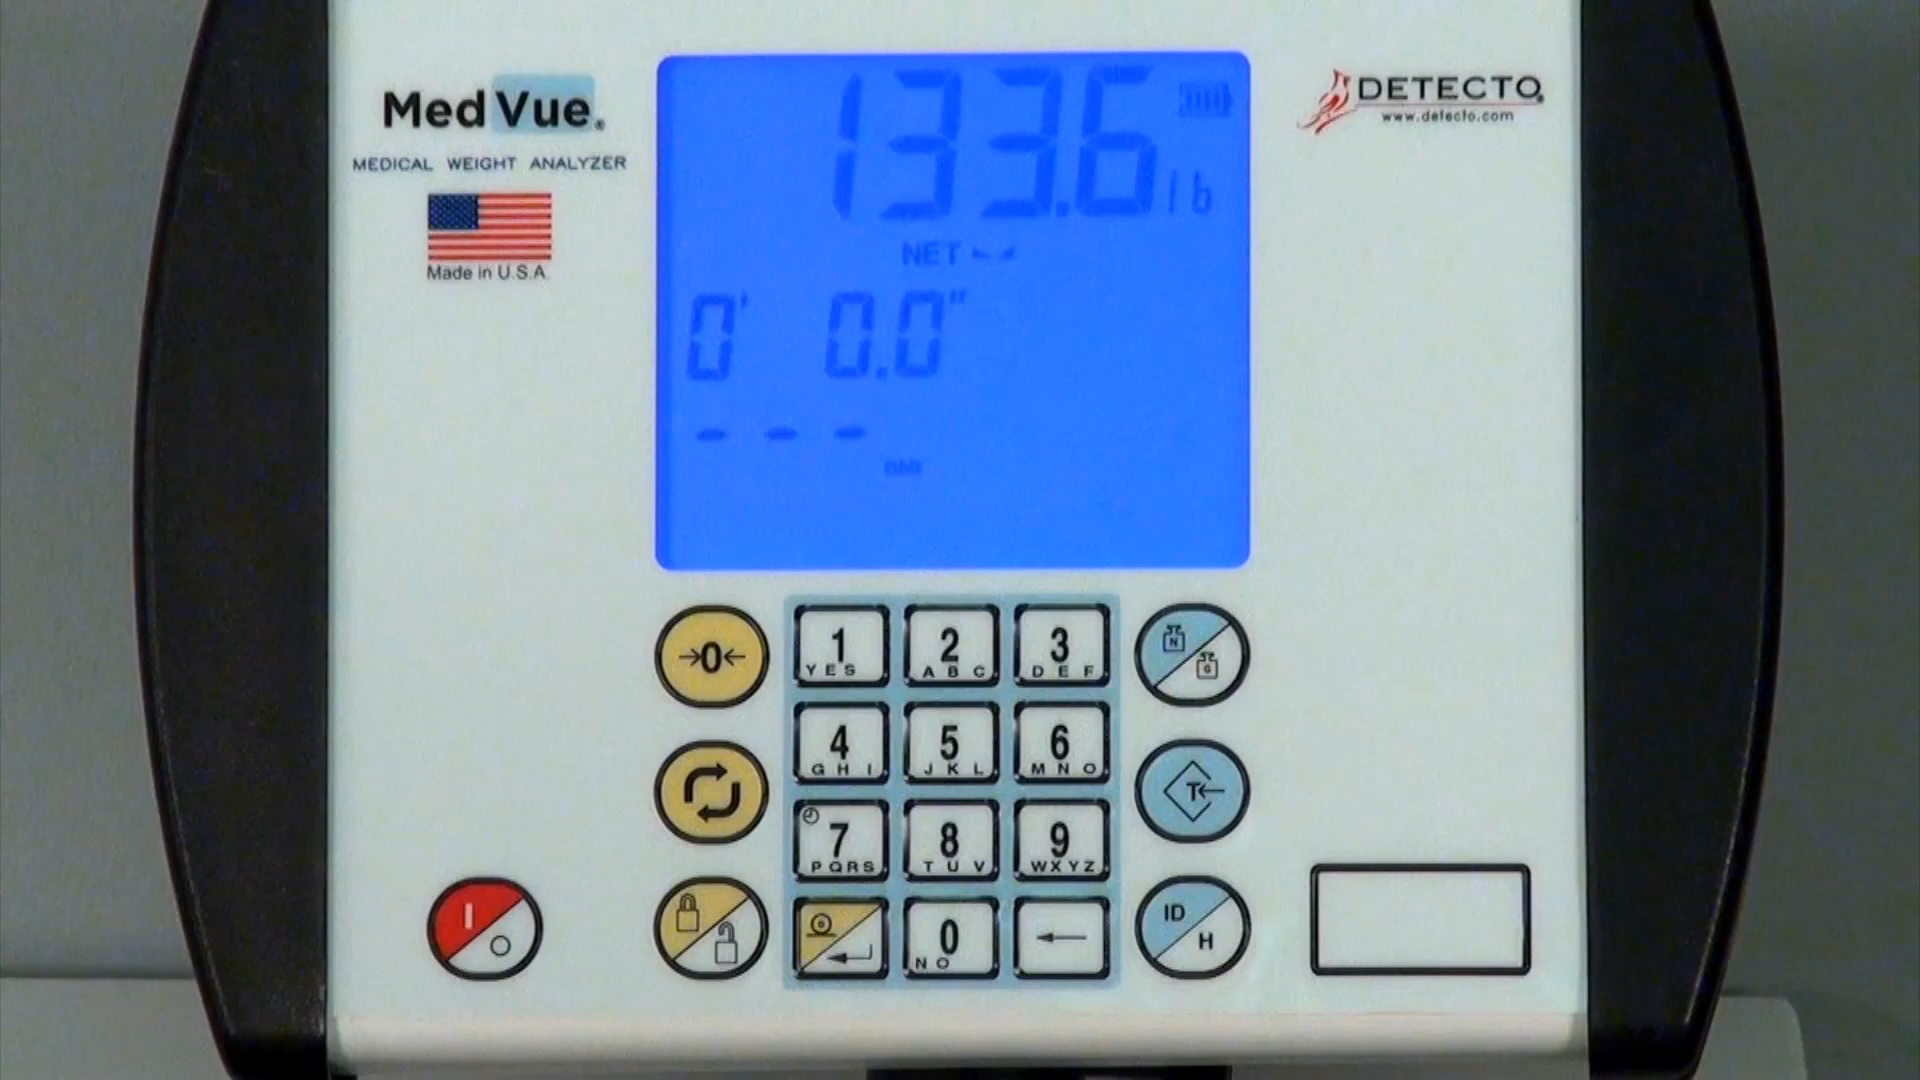 MedVue®
MEDICAL WEIGHT ANALYZER
Made in U.S.A.
133.6 lb
NET
0' 0.0"
- - -
BMI
DETECTO®
www.detecto.com
→0←
1
YES
2
ABC
3
DEF
N
G
4
GHI
5
JKL
6
MNO
T
7
PQRS
8
TUV
9
WXYZ
I
O
0
NO
ID
H